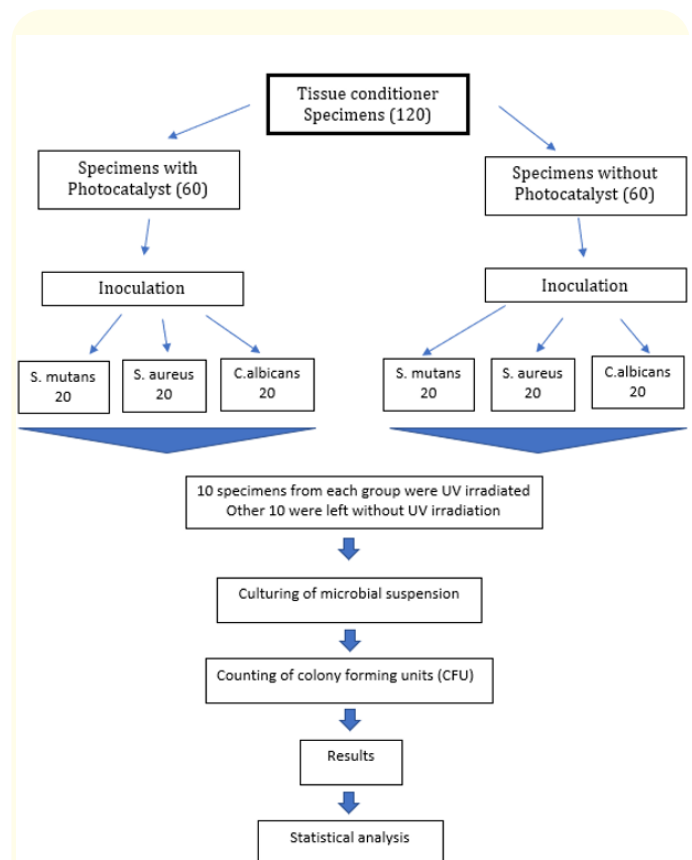 Tissue conditioner
Specimens (120)
Specimens with
Photocatalyst (60)
Specimens without
Photocatalyst (60)
Inoculation
Inoculation
S. mutans
20
S. aureus
20
C.albicans
20
S. mutans
20
S. aureus
20
C.albicans
20
10 specimens from each group were UV irradiated
Other 10 were left without UV irradiation
Culturing of microbial suspension
Counting of colony forming units (CFU)
Results
Statistical analysis